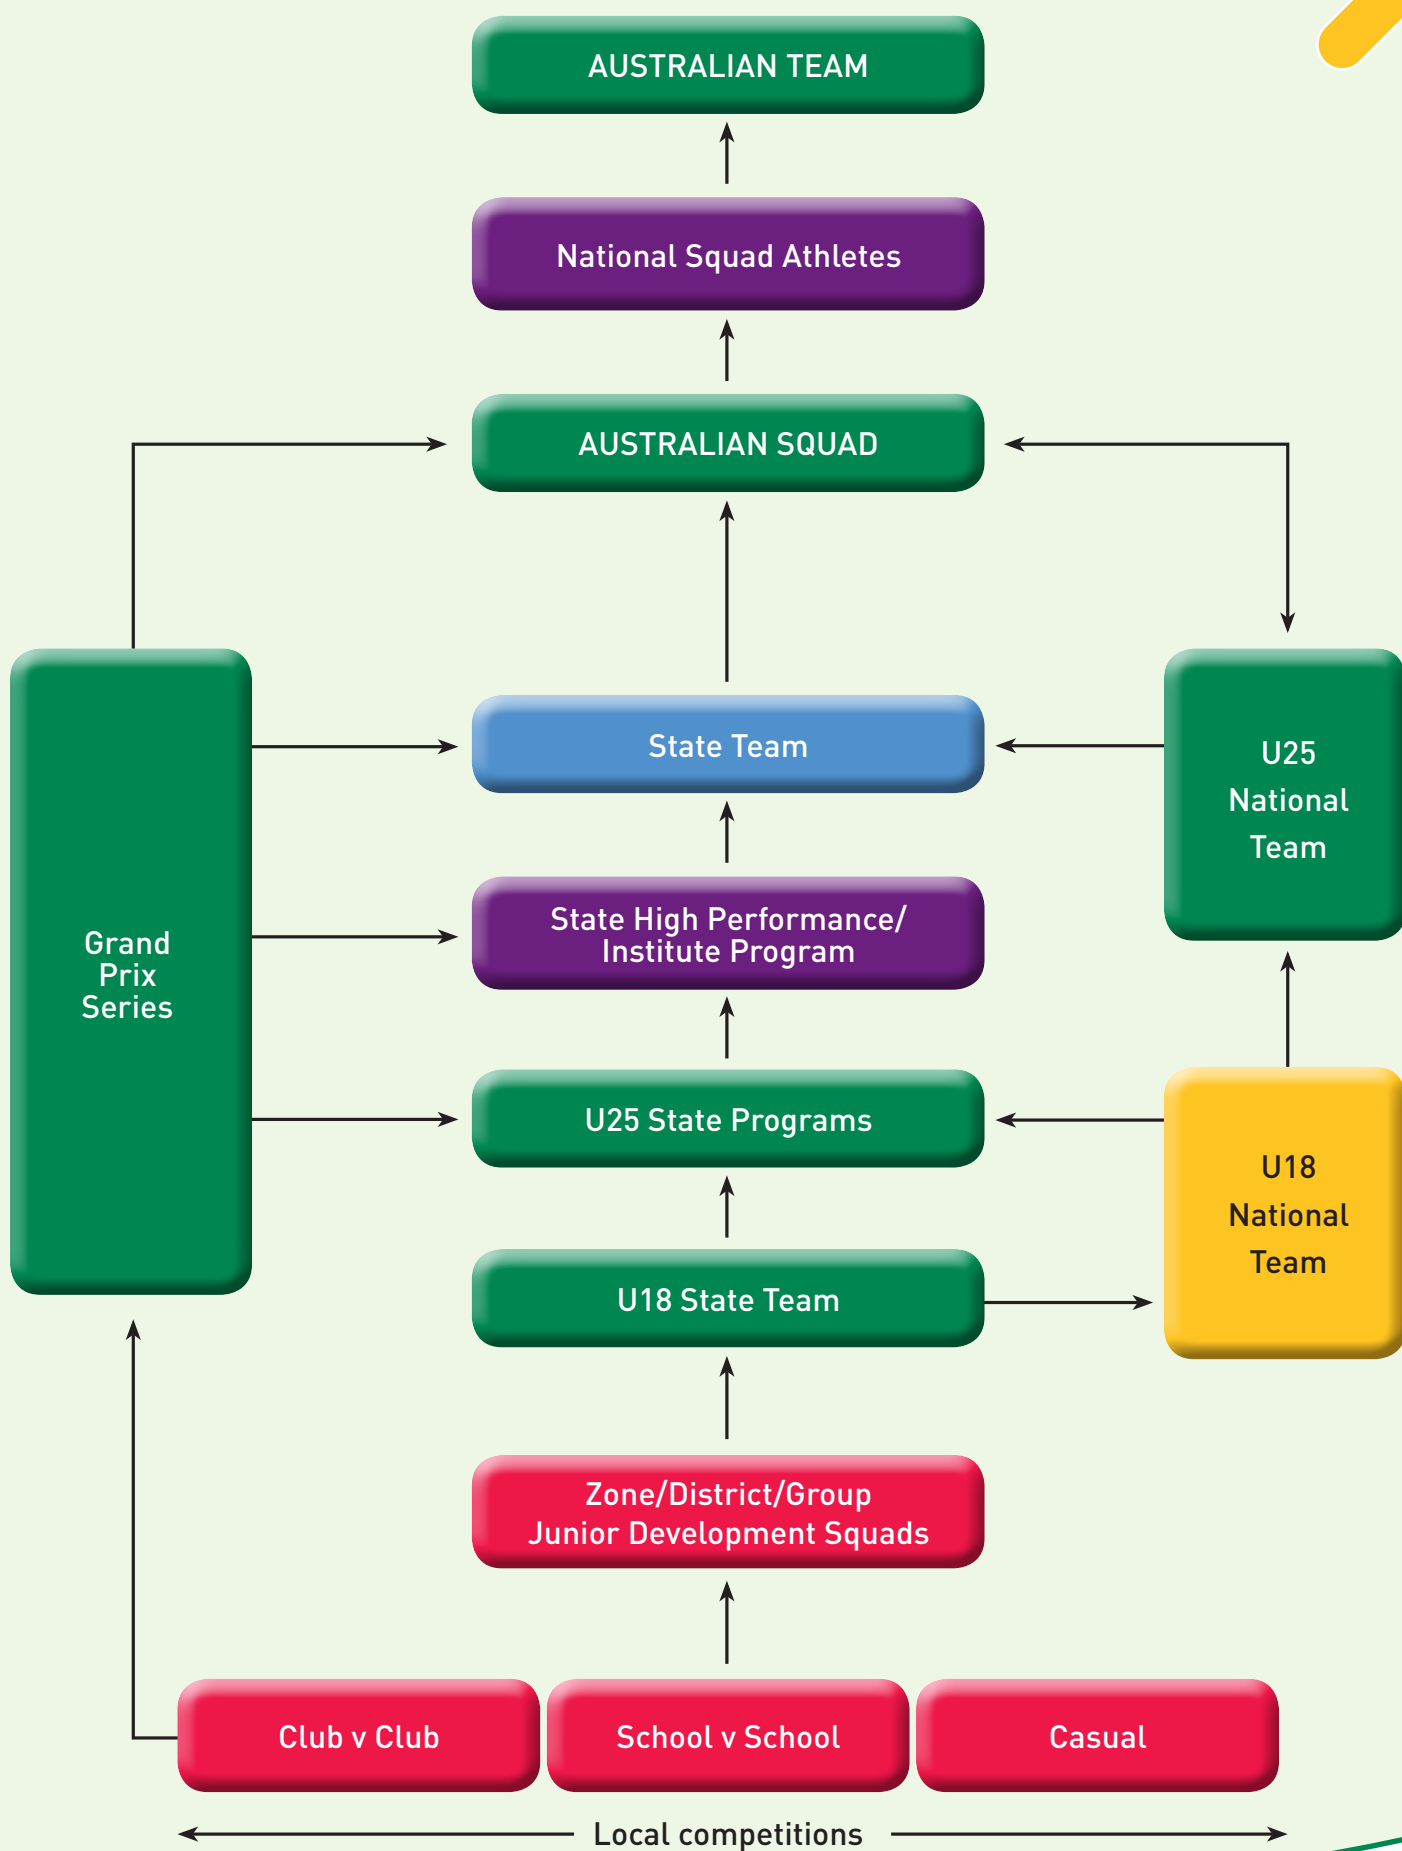 AUSTRALIAN TEAM
National Squad Athletes
AUSTRALIAN SQUAD
State Team
U25
National
Team
State High Performance/
Institute Program
Grand
Prix
Series
U25 State Programs
U18
National
Team
U18 State Team
Zone/District/Group
Junior Development Squads
Club v Club
School v School
Casual
Local competitions